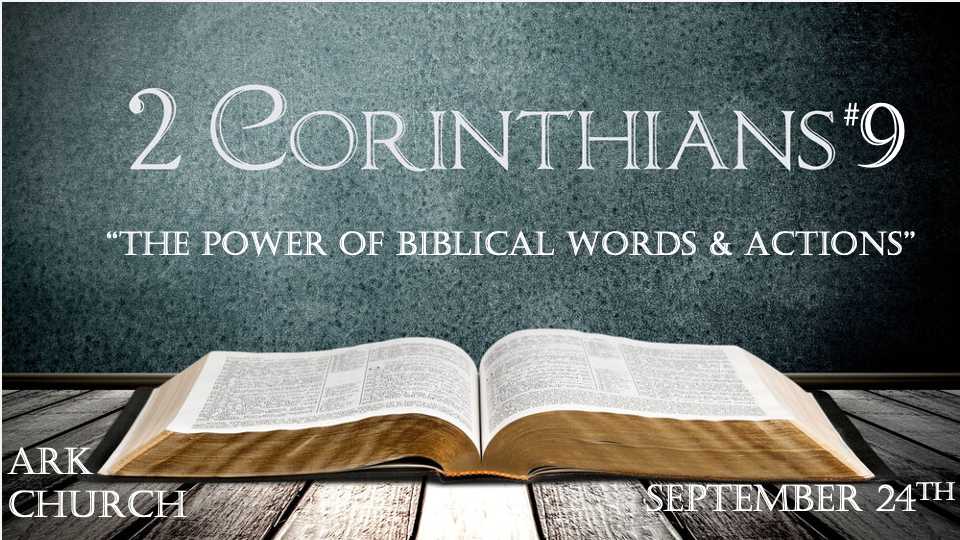 2 Corinthians #9
“The Power of Biblical Words & Actions”
Ark
Church
September 24th